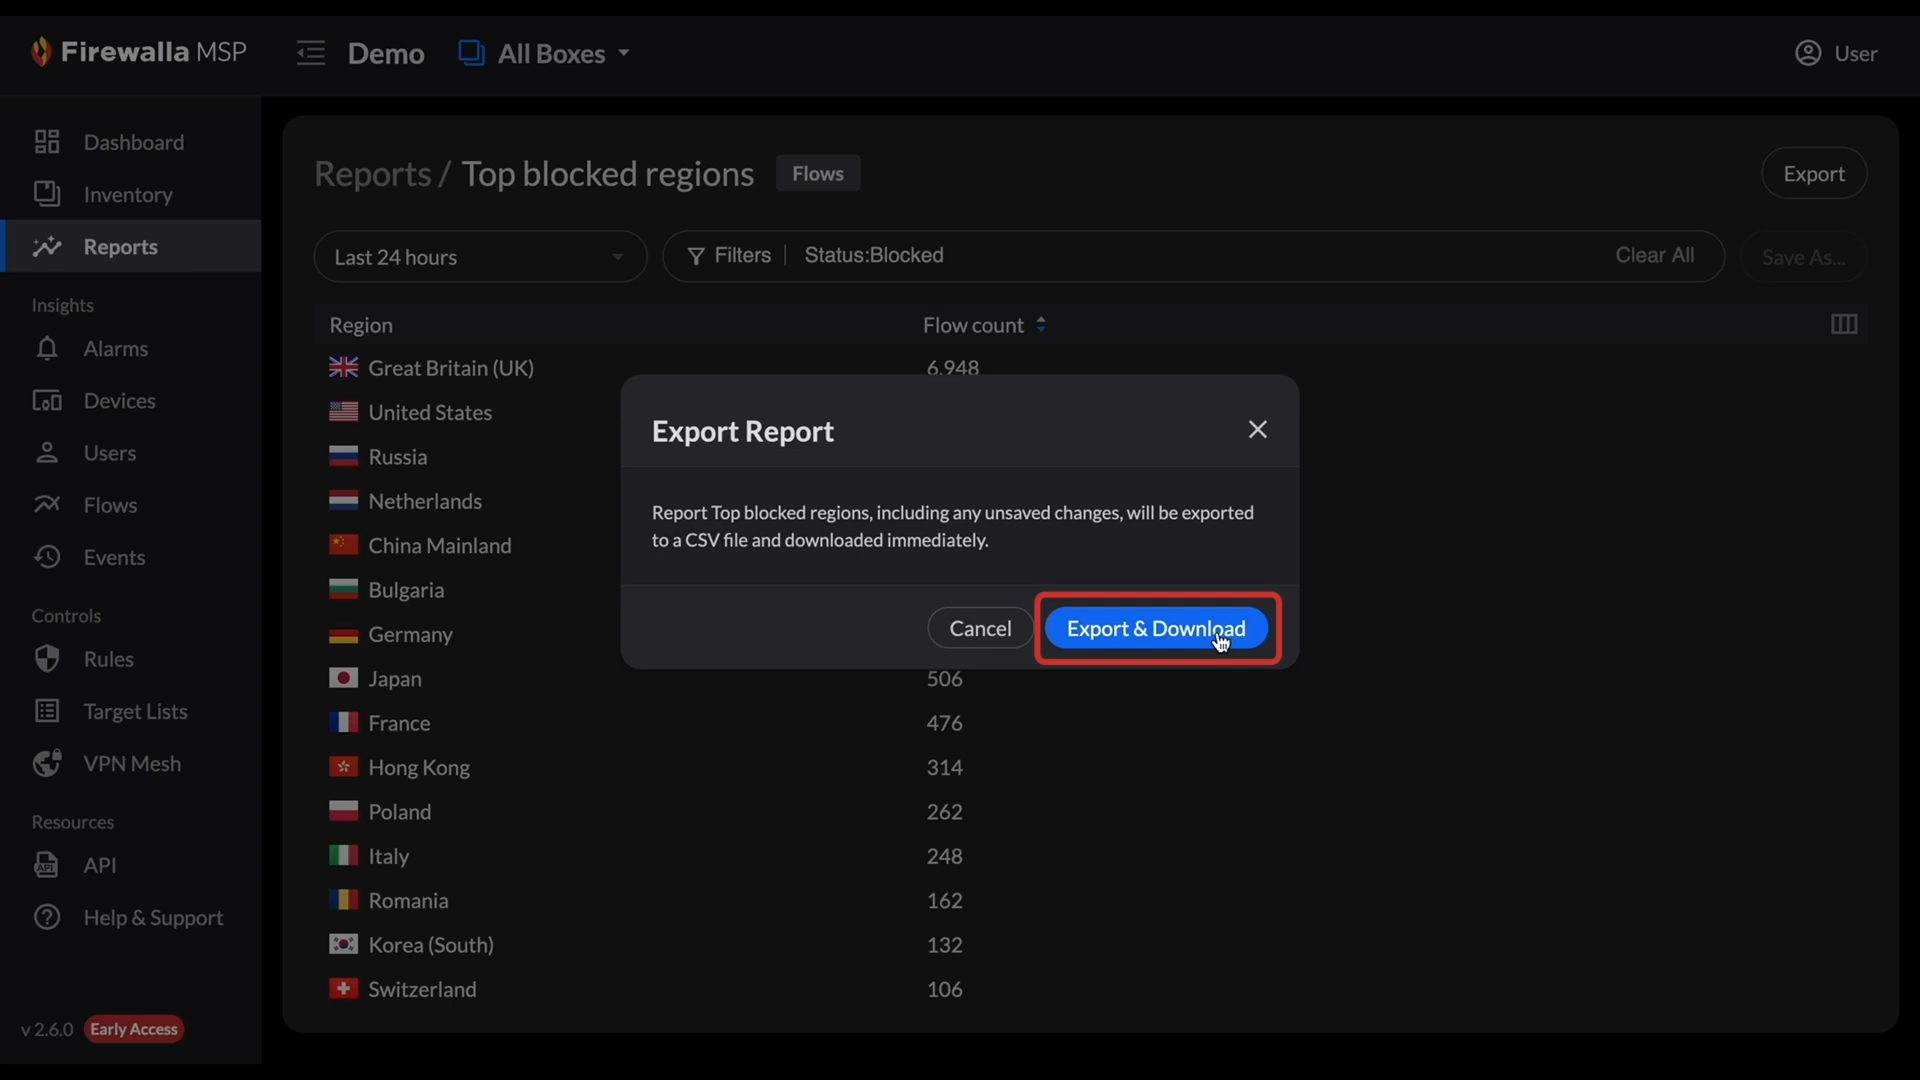 Firewalla MSP
Demo
All Boxes
User
Dashboard
Inventory
Reports
Insights
Alarms
Devices
Users
Flows
Events
Controls
Rules
Target Lists
VPN Mesh
Resources
API
API
Help & Support
v 2.6.0 Early Access
Reports / Top blocked regions
Flows
Export
Last 24 hours
Filters
Status:Blocked
Clear All
Save As...
Region Flow count
Great Britain (UK) 6,948
United States
Russia
Netherlands
China Mainland
Bulgaria
Germany
Japan 506
France 476
Hong Kong 314
Poland 262
Italy 248
Romania 162
Korea (South) 132
Switzerland 106
Export Report
Report Top blocked regions, including any unsaved changes, will be exported
to a CSV file and downloaded immediately.
Cancel
Export & Download